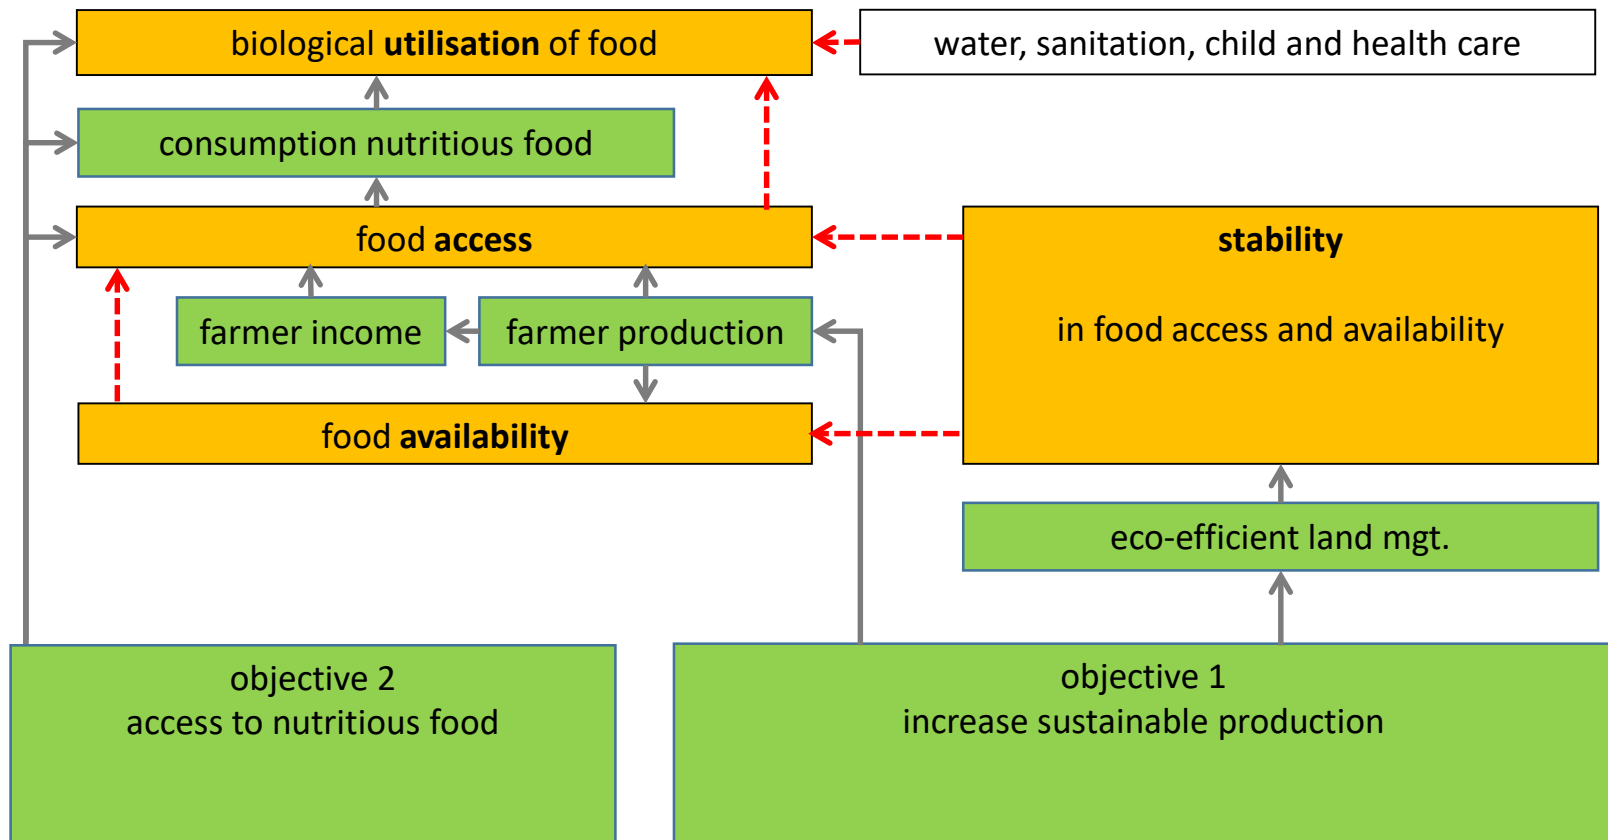 biological utilisation of food
water, sanitation, child and health care
consumption nutritious food
food access
stability
in food access and availability
farmer income
farmer production
food availability
eco-efficient land mgt.
objective 2
access to nutritious food
objective 1
increase sustainable production